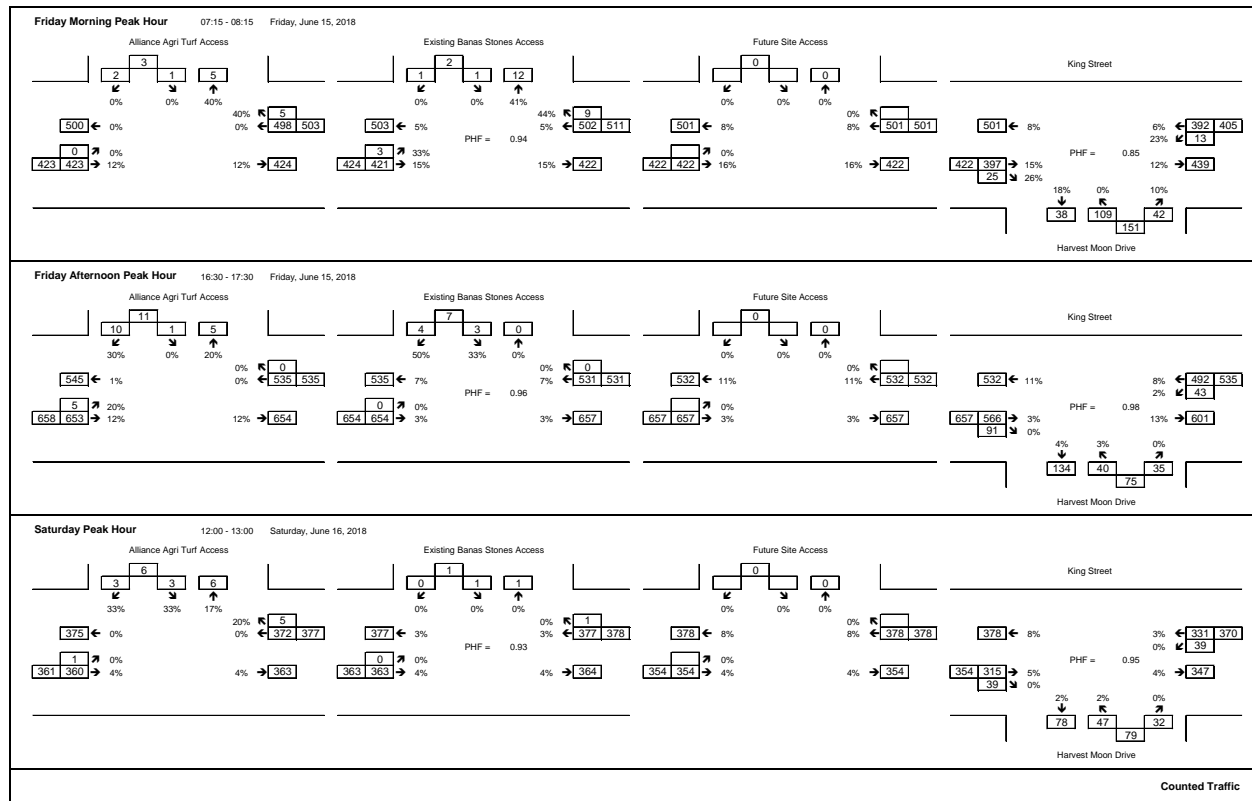 Friday Morning Peak Hour 07:15 - 08:15 Friday, June 15, 2018
Alliance Agri Turf Access Existing Banas Stones Access Future Site Access King Street
3 2 0
2 1 5 1 1 12 0
0% 0% 40% 0% 0% 41% 0% 0% 0%
40% 5 44% 9 0%
500 0% 0% 498 503 503 5% 5% 502 511 501 8% 8% 501 501 501 8% 6% 392 405
PHF = 0.94 23% 13
0 0% 3 33% 0% PHF = 0.85
423 423 12% 12% 424 424 421 15% 15% 422 422 422 16% 16% 422 422 397 15% 12% 439
25 26%
18% 0% 10%
38 109 42
151
Harvest Moon Drive
Friday Afternoon Peak Hour 16:30 - 17:30 Friday, June 15, 2018
Alliance Agri Turf Access Existing Banas Stones Access Future Site Access King Street
11 7 0
10 1 5 4 3 0 0
30% 0% 20% 50% 33% 0% 0% 0% 0%
0% 0 0% 0 0%
545 1% 0% 535 535 535 7% 7% 531 531 532 11% 11% 532 532 532 11% 8% 492 535
PHF = 0.96 2% 43
5 20% 0 0% 0% PHF = 0.98
658 653 12% 12% 654 654 654 3% 3% 657 657 657 3% 3% 657 657 566 3% 13% 601
91 0%
4% 3% 0%
134 40 35
75
Harvest Moon Drive
Saturday Peak Hour 12:00 - 13:00 Saturday, June 16, 2018
Alliance Agri Turf Access Existing Banas Stones Access Future Site Access King Street
6 1 0
3 3 6 0 1 1 0
33% 33% 17% 0% 0% 0% 0% 0% 0%
20% 5 0% 1 0%
375 0% 0% 372 377 377 3% 3% 377 378 378 8% 8% 378 378 378 8% 3% 331 370
PHF = 0.93 0% 39
1 0% 0 0% 0% PHF = 0.95
361 360 4% 4% 363 363 363 4% 4% 364 354 354 4% 4% 354 354 315 5% 4% 347
39 0%
2% 2% 0%
78 47 32
79
Harvest Moon Drive
Counted Traffic